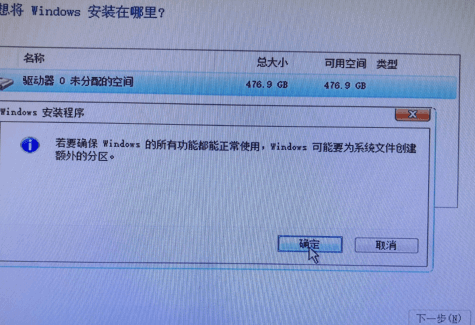 想将 Windows 安装在哪里?
名称 总大小 可用空间 类型
驱动器 0 未分配的空间 476.9 GB 476.9 GB
Windows 安装程序
若要确保 Windows 的所有功能都能正常使用,Windows 可能要为系统文件创建
额外的分区。
确定 取消
下一步(N)